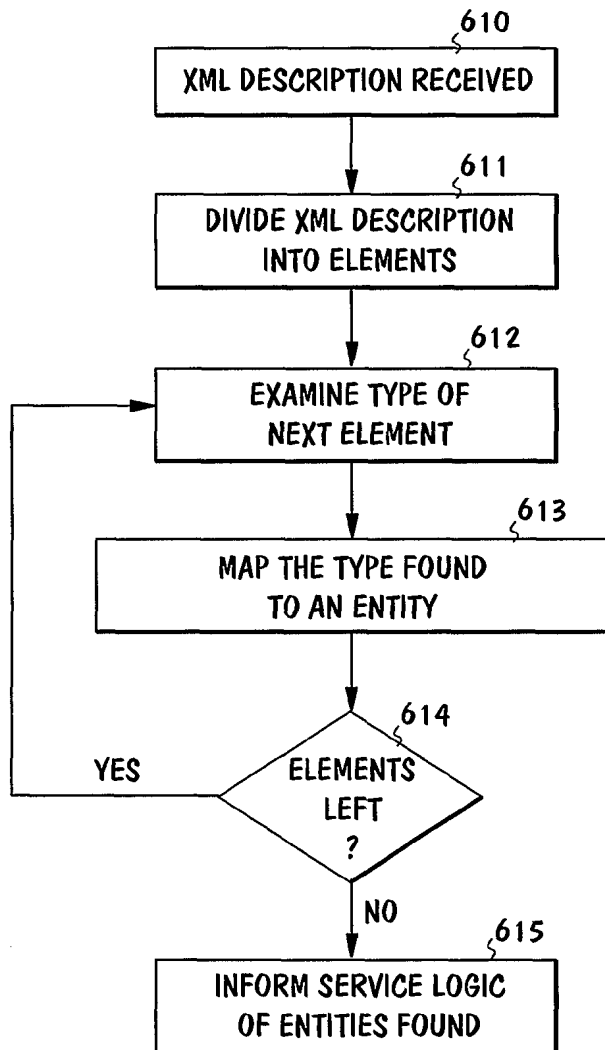 610
XML DESCRIPTION RECEIVED
611
DIVIDE XML DESCRIPTION
INTO ELEMENTS
612
EXAMINE TYPE OF
NEXT ELEMENT
613
MAP THE TYPE FOUND
TO AN ENTITY
614
YES
ELEMENTS
LEFT
?
NO
615
INFORM SERVICE LOGIC
OF ENTITIES FOUND